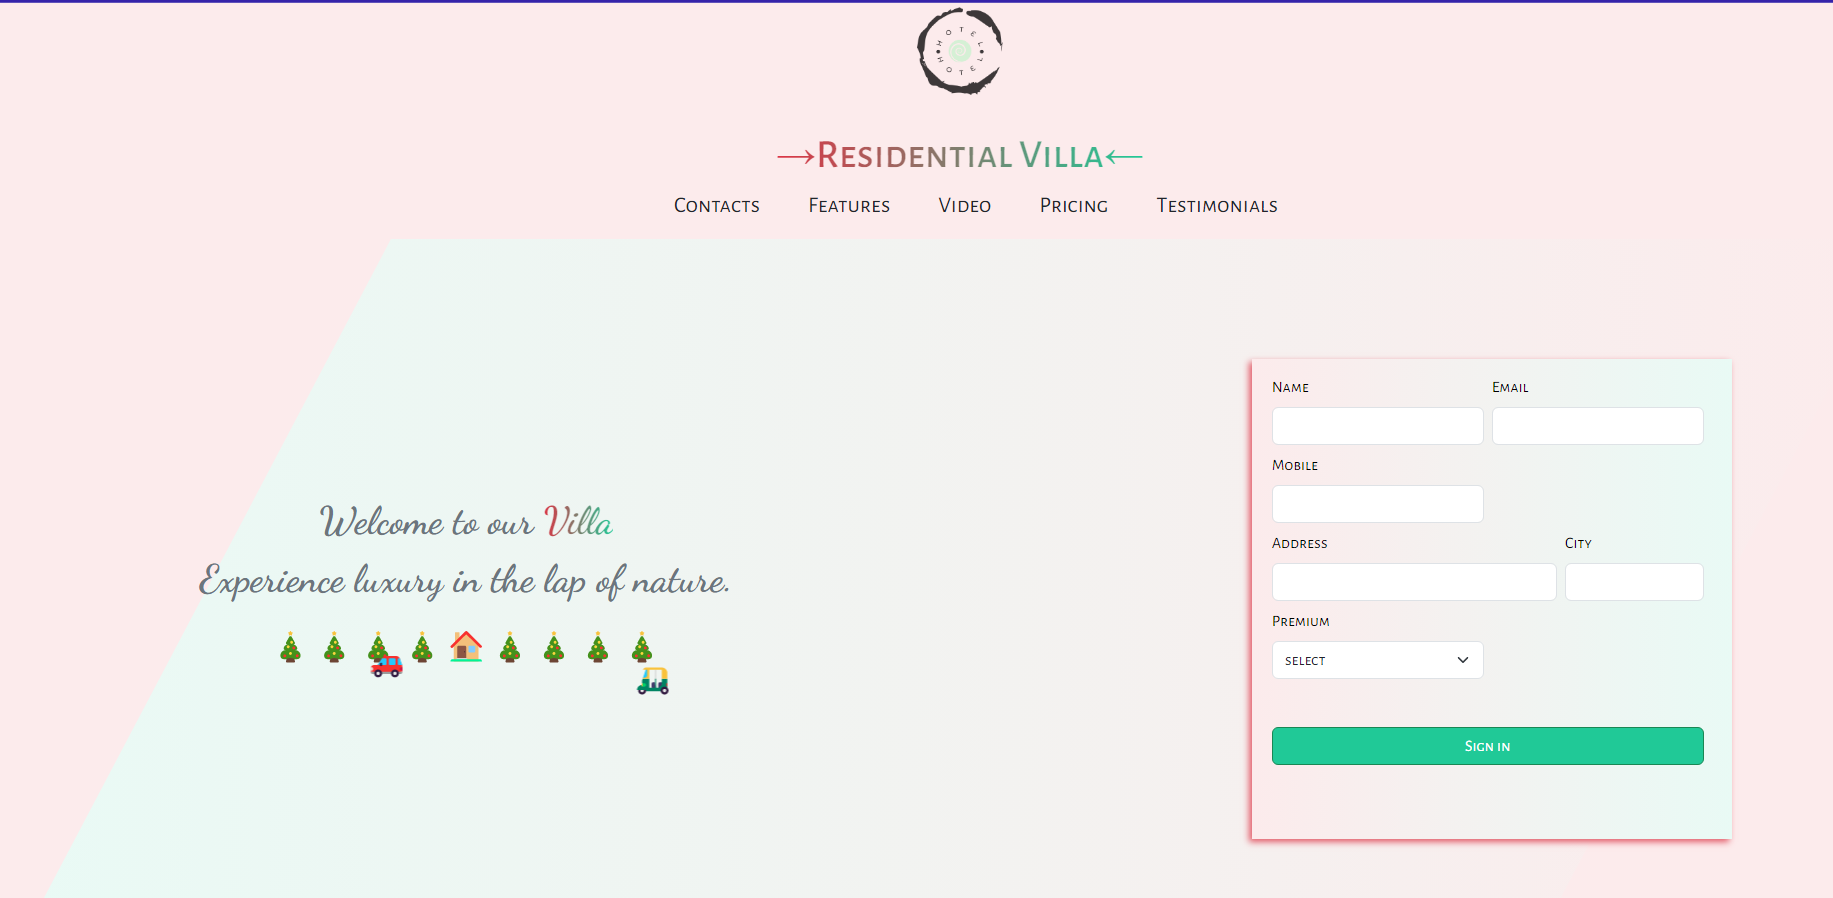 HOTEL
HOTEL
→Residential Villa←
Contacts Features Video Pricing Testimonials
Name Email
Mobile
Welcome to our Villa
Address City
Experience luxury in the lap of nature.
Premium
select
Sign in